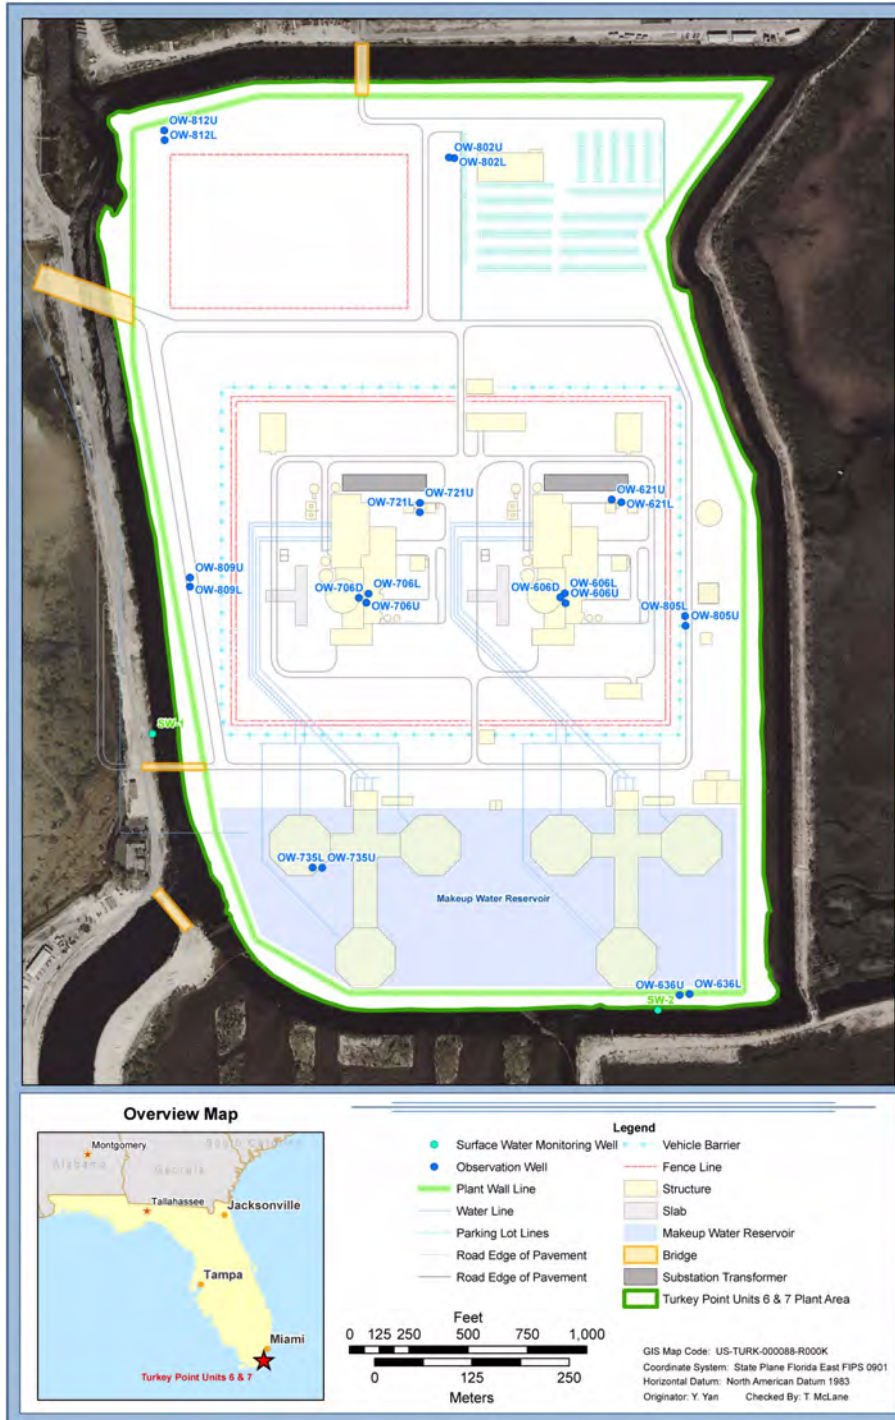 OW-812U
OW-812L
OW-802U
OW-802L
OW-721U
OW-721L
OW-621U
OW-621L
OW-809U
OW-809L
OW-706D
OW-706L
OW-706U
OW-606D
OW-606L
OW-606U
OW-805L
OW-805U
SW-1
OW-735L
OW-735U
Makeup Water Reservoir
OW-636U
OW-636L
SW-2
Overview Map
Montgomery
Alabama
Georgia
South Carolina
Tallahassee
Jacksonville
Tampa
Miami
Turkey Point Units 6 & 7
Legend
Surface Water Monitoring Well
Observation Well
Plant Wall Line
Water Line
Parking Lot Lines
Road Edge of Pavement
Road Edge of Pavement
Vehicle Barrier
Fence Line
Structure
Slab
Makeup Water Reservoir
Bridge
Substation Transformer
Turkey Point Units 6 & 7 Plant Area
Feet
0 125 250 500 750 1,000
0 125 250
Meters
GIS Map Code: US-TURK-000088-R000K
Coordinate System: State Plane Florida East FIPS 0901
Horizontal Datum: North American Datum 1983
Originator: Y. Yan Checked By: T. McLane